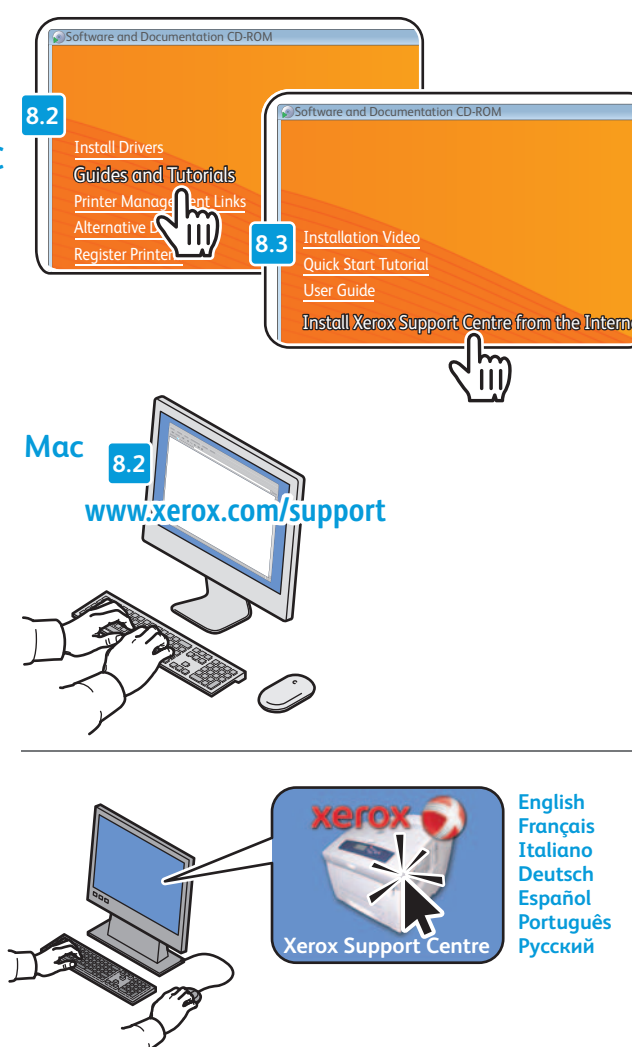 Software and Documentation CD-ROM
8.2
Install Drivers
Guides and Tutorials
Printer Management Links
Alternative
Register Printer
Software and Documentation CD-ROM
8.3
Installation Video
Quick Start Tutorial
User Guide
Install Xerox Support Centre from the Intern
Mac
8.2
www.xerox.com/support
xerox
Xerox Support Centre
English
Français
Italiano
Deutsch
Español
Português
Русский